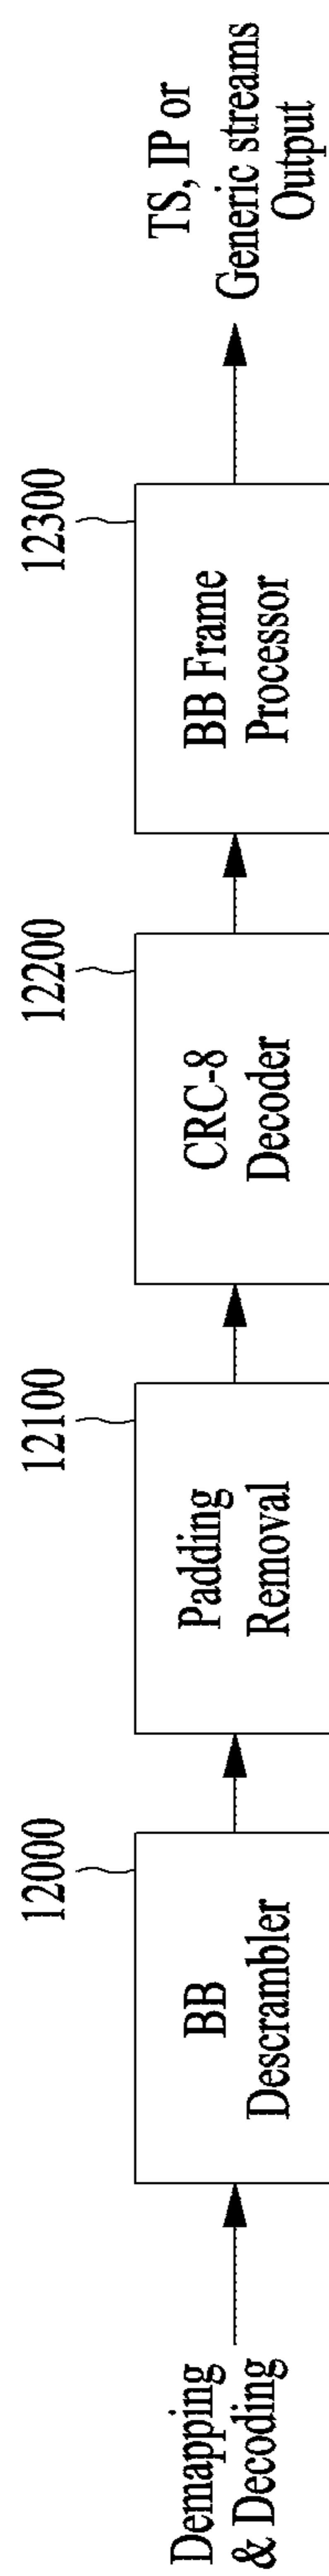 Demapping
& Decoding
12000
BB
Descrambler
12100
Padding
Removal
12200
CRC-8
Decoder
12300
BB Frame
Processor
TS, IP or
Generic streams
Output